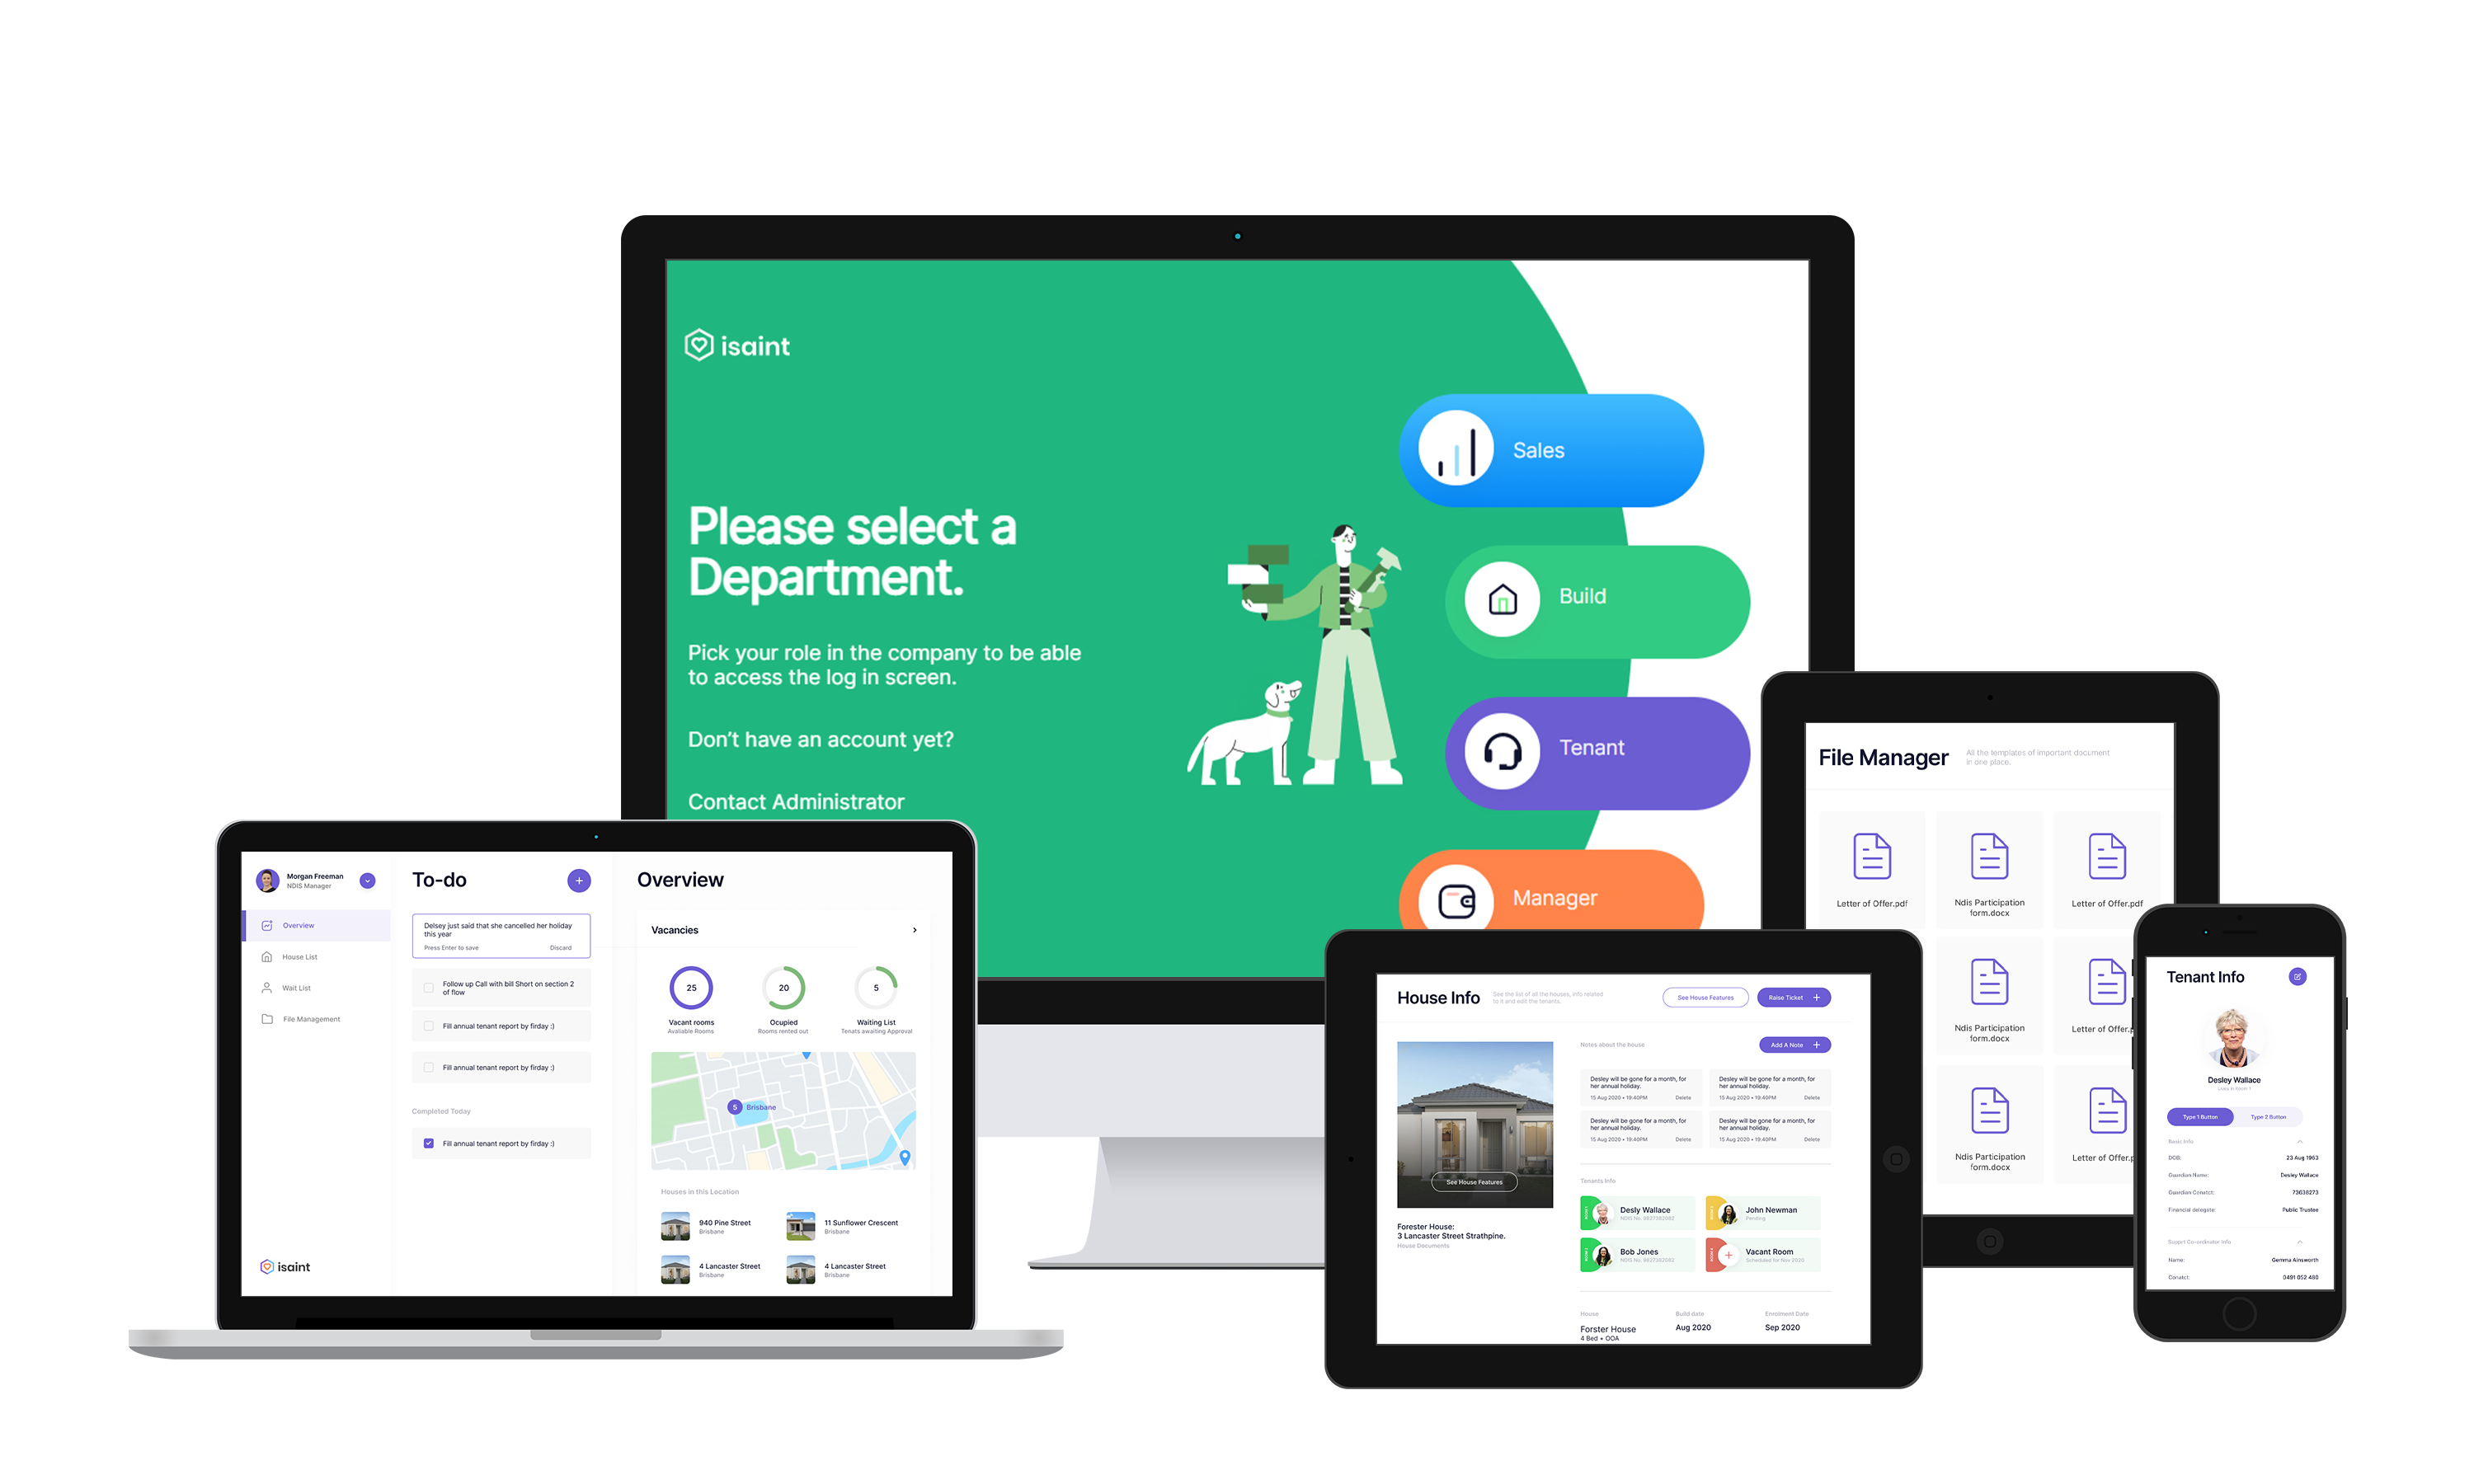 isaint
Please select a
Department.
Pick your role in the company to be able
to access the log in screen.
Don't have an account yet?
Contact Administrator
Sales
Build
Tenant
Manager
Morgan Freeman
NDIS Manager
Overview
House List
Wait List
File Management
isaint
To-do
Delsey just said that she cancelled her holiday
this year
Press Enter to save
Discard
Follow up Call with bill Short on section 2
of flow
Fill annual tenant report by firday :)
Fill annual tenant report by firday :)
Completed Today
Fill annual tenant report by firday :)
Overview
Vacancies
25
20
5
Vacant rooms
Available Rooms
Ocupied
Rooms rented out
Waiting List
Tenats awaiting Approval
5 Brisbane
Houses in this Location
940 Pine Street
Brisbane
11 Sunflower Crescent
Brisbane
4 Lancaster Street
Brisbane
4 Lancaster Street
Brisbane
House Info
See the list of all the houses, info related
to it and edit the tenants.
See House Features
Raise Ticket
See House Features
Forester House:
3 Lancaster Street Strathpine.
House Documents
Notes about the house
Add A Note
Desley will be gone for a month, for
her annual holiday.
15 Aug 2020 • 19:40PM
Delete
Desley will be gone for a month, for
her annual holiday.
15 Aug 2020 • 19:40PM
Delete
Desley will be gone for a month, for
her annual holiday.
15 Aug 2020 • 19:40PM
Delete
Desley will be gone for a month, for
her annual holiday.
15 Aug 2020 • 19:40PM
Delete
Tenants Info
Desly Wallace
John Newman
Pending
Bob Jones
Vacant Room
Scheduled for Nov 2020
House
Forster House
4 Bed + OOA
Build date
Aug 2020
Enrolment Date
Sep 2020
File Manager
All the templates of important document
in one place.
Letter of Offer.pdf
Ndis Participation
form.docx
Letter of Offer.pdf
Ndis Participation
form.docx
Letter of Offer.p
Ndis Participation
form.docx
Letter of Offer.p
Tenant Info
Desley Wallace
Lives in Room 1
Type 1 Button
Type 2 Button
Basic Info
DOB:
23 Aug 1963
Guardian Name:
Desley Wallace
Guardian Conatct:
73638273
Financial delegate:
Public Trustee
Supprt Co-ordinator Info
Name:
Gemma Ainsworth
Conatct:
3491 852 480